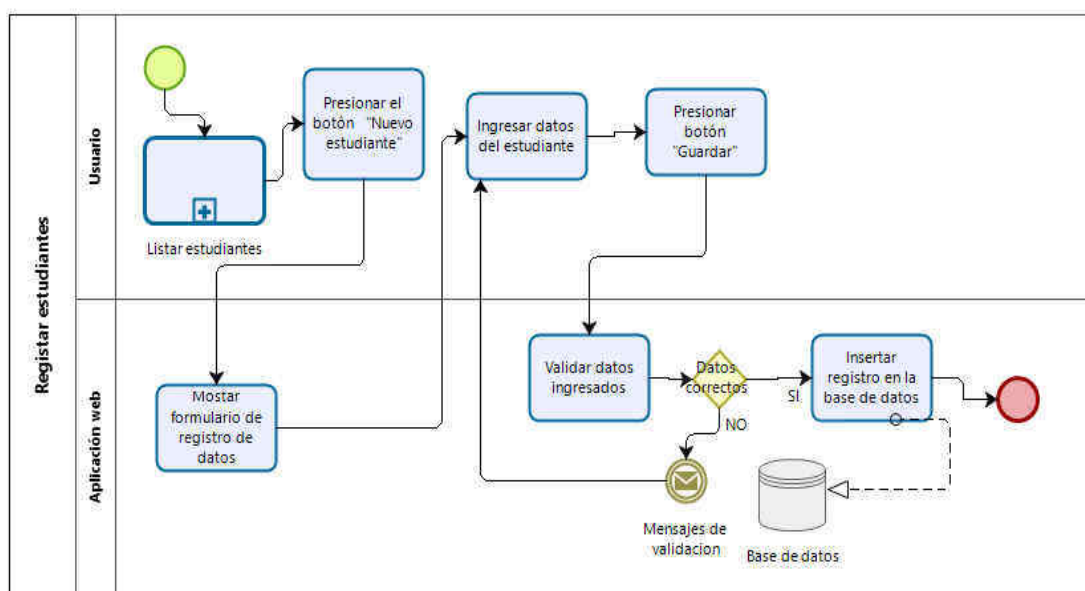 Registar estudiantes
Usuario
Listar estudiantes
Presionar el
botón "Nuevo
estudiante"
Ingresar datos
del estudiante
Presionar
botón
"Guardar"
Aplicación web
Mostar
formulario de
registro de
datos
Validar datos
ingresados
Datos
correctos
SI
NO
Insertar
registro en la
base de datos
Mensajes de
validacion
Base de datos